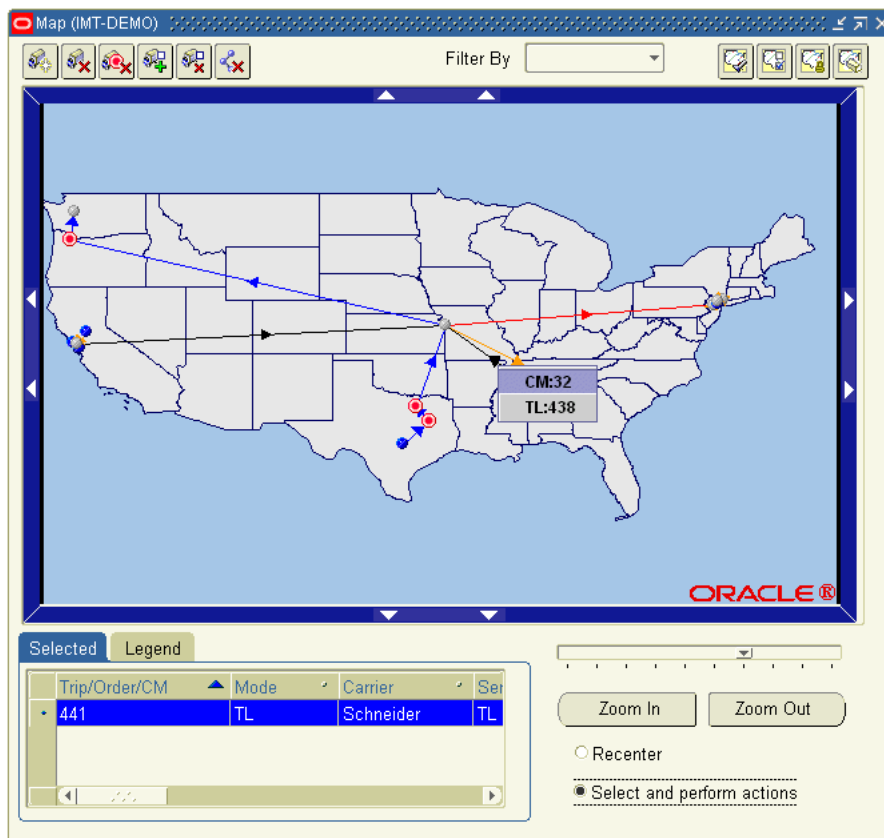 Map (IMT-DEMO)
Filter By
CM:32
TL:438
ORACLE ®
Selected Legend
Trip/Order/CM Mode Carrier Ser
441 TL Schneider TL
Zoom In Zoom Out
Recenter
Select and perform actions